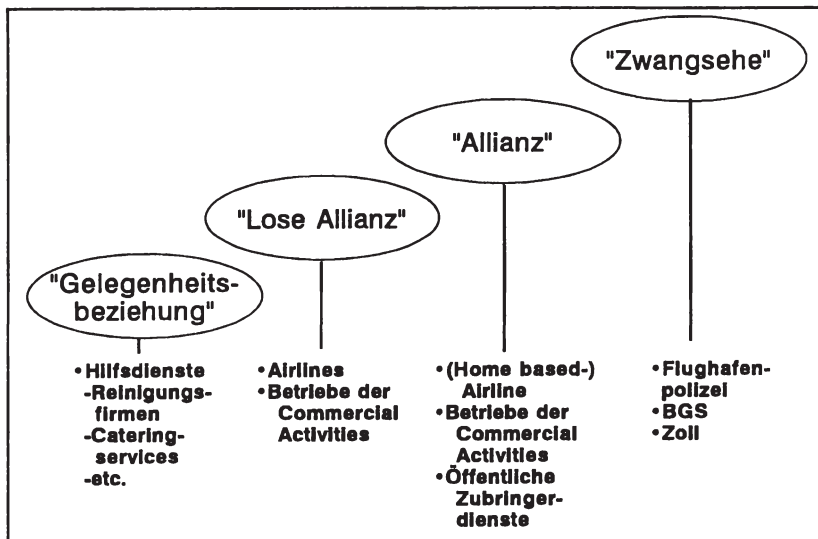 "Zwangsehe"
"Allianz"
"Lose Allianz"
"Gelegenheits-
beziehung"
•Hilfsdienste
-Reinigungs-
firmen
-Catering-
services
-etc.
•Airlines
•Betriebe der
Commercial
Activities
•(Home based-)
Airline
•Betriebe der
Commercial
Activities
•Öffentliche
Zubringer-
dienste
•Flughafen-
polizei
•BGS
•Zoll